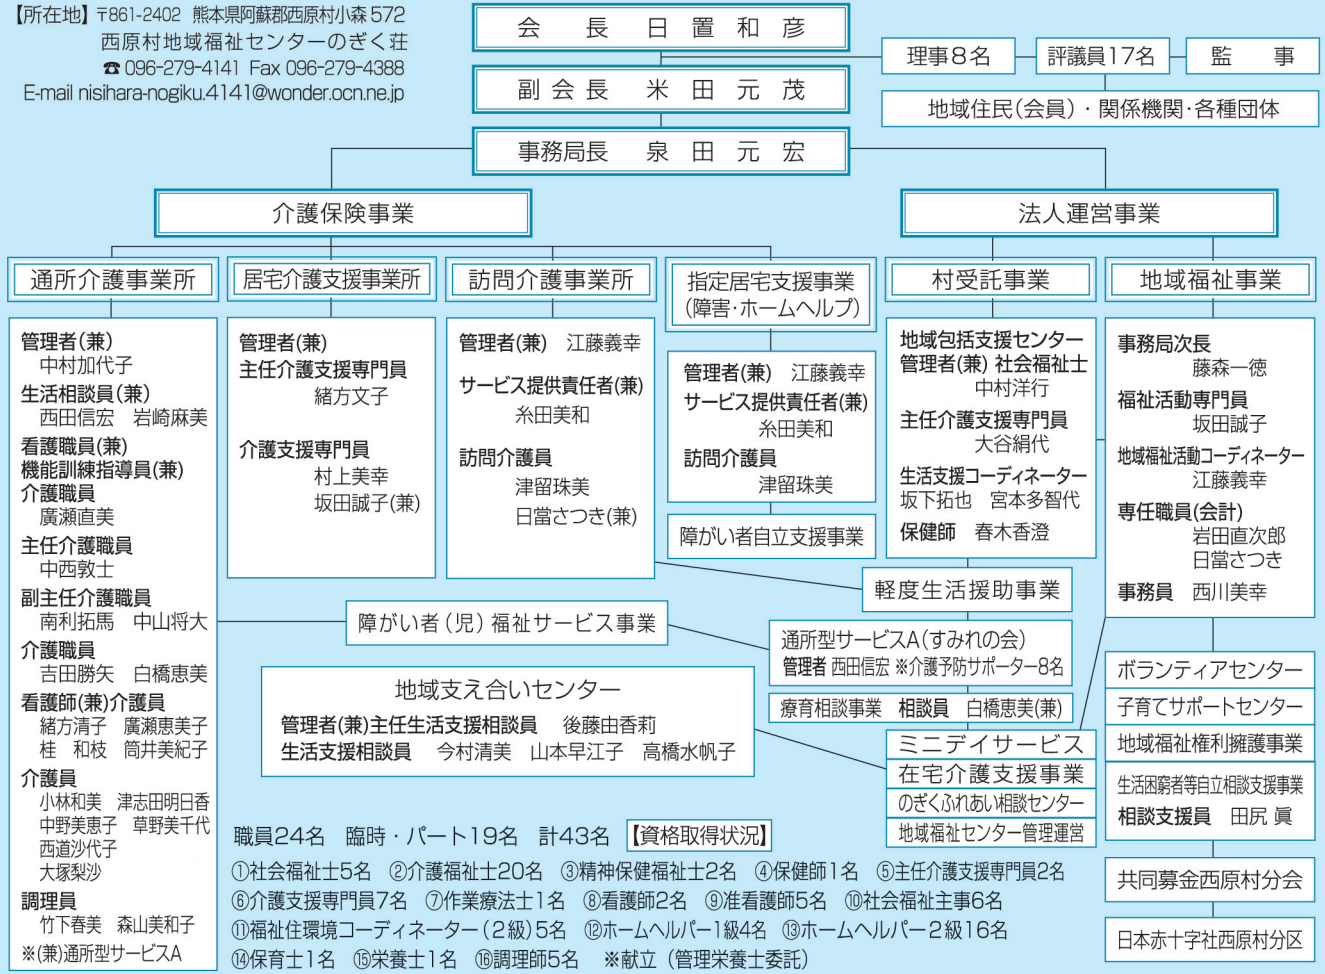 【所在地】〒861-2402 熊本県阿蘇郡西原村小森572
西原村地域福祉センターのぎく荘
☎096-279-4141 Fax 096-279-4388
E-mail nisihara-nogiku.4141@wonder.ocn.ne.jp
会　長　日置和彦
副会長　米田元茂
事務局長　泉田元宏
理事8名
評議員17名
監　事
地域住民(会員)・関係機関・各種団体
介護保険事業
法人運営事業
通所介護事業所
管理者(兼)
中村加代子
生活相談員(兼)
西田信宏　岩崎麻美
看護職員(兼)
機能訓練指導員(兼)
介護職員
廣瀬直美
主任介護職員
中西敦士
副主任介護職員
南利拓馬　中山将大
介護職員
吉田勝矢　白橋恵美
看護師(兼)介護員
緒方清子　廣瀬恵美子
桂　和枝　筒井美紀子
介護員
小林和美　津志田明日香
中野美恵子　草野美千代
西道沙代子
大塚梨沙
調理員
竹下春美　森山美和子
※(兼)通所型サービスA
居宅介護支援事業所
管理者(兼)
主任介護支援専門員
緒方文子
介護支援専門員
村上美幸
坂田誠子(兼)
訪問介護事業所
管理者(兼)　江藤義幸
サービス提供責任者(兼)
糸田美和
訪問介護員
津留珠美
日當さつき(兼)
指定居宅支援事業
(障害・ホームヘルプ)
管理者(兼)　江藤義幸
サービス提供責任者(兼)
糸田美和
訪問介護員
津留珠美
障がい者自立支援事業
村受託事業
地域包括支援センター
管理者(兼) 社会福祉士
中村洋行
主任介護支援専門員
大谷絹代
生活支援コーディネーター
坂下拓也　宮本多智代
保健師　春木香澄
地域福祉事業
事務局次長
藤森一徳
福祉活動専門員
坂田誠子
地域福祉活動コーディネーター
江藤義幸
専任職員(会計)
岩田直次郎
日當さつき
事務員　西川美幸
軽度生活援助事業
障がい者(児)福祉サービス事業
通所型サービスA(すみれの会)
管理者 西田信宏 ※介護予防サポーター8名
療育相談事業　相談員　白橋恵美(兼)
地域支え合いセンター
管理者(兼)主任生活支援相談員　後藤由香莉
生活支援相談員　今村清美　山本早江子　高橋水帆子
ミニデイサービス
在宅介護支援事業
のぎくふれあい相談センター
地域福祉センター管理運営
ボランティアセンター
子育てサポートセンター
地域福祉権利擁護事業
生活困窮者等自立相談支援事業
相談支援員　田尻 眞
共同募金西原村分会
日本赤十字社西原村分区
職員24名　臨時・パート19名　計43名　【資格取得状況】
①社会福祉士5名　②介護福祉士20名　③精神保健福祉士2名　④保健師1名　⑤主任介護支援専門員2名
⑥介護支援専門員7名　⑦作業療法士1名　⑧看護師2名　⑨准看護師5名　⑩社会福祉主事6名
⑪福祉住環境コーディネーター(2級)5名　⑫ホームヘルパー1級4名　⑬ホームヘルパー2級16名
⑭保育士1名　⑮栄養士1名　⑯調理師5名　※献立(管理栄養士委託)